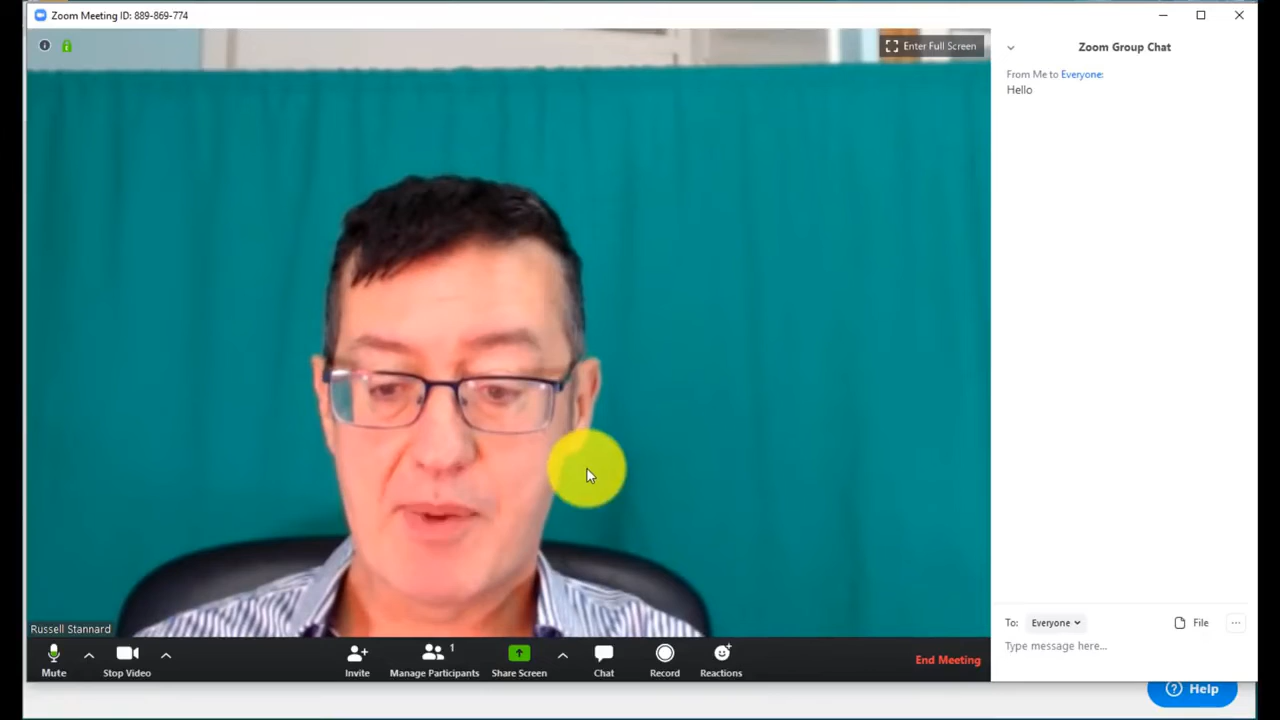 Zoom Meeting ID: 889-869-774
Enter Full Screen
Zoom Group Chat
From Me to Everyone:
Hello
Russell Stannard
To: Everyone
File
Type message here...
1
Mute
Stop Video
Invite
Manage Participants
Share Screen
Chat
Record
Reactions
End Meeting
Help